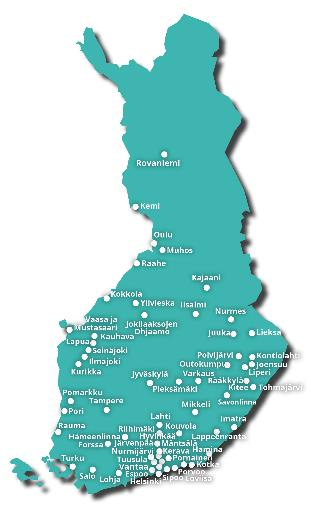 Rovaniemi
Kemi
Oulu
Muhos
Raahe
Kajaani
Kokkola
Ylivieska
Iisalmi
Jokilaaksojen
Ohjaamo
Nurmes
Vaasa ja
Mustasaari
Kauhava
Juuka
Lieksa
Lapua
Seinäjoki
Ilmajoki
Kurikka
Polvijärvi
Kontiolahti
Outokumpu
Joensuu
Liperi
Jyväskylä
Varkaus
Rääkkylä
Pieksämäki
Kitee
Tohmajärvi
Pomarkku
Tampere
Savonlinna
Pori
Mikkeli
Lahti
Imatra
Rauma
Riihimäki
Kouvola
Hämeenlinna
Hyvinkää
Lappeenranta
Forssa
Järvenpää
Mäntsälä
Nurmijärvi
Kerava
Hamina
Turku
Tuusula
Pornainen
Vantaa
Kotka
Salo
Espoo
Porvoo
Lohja
Sipoo
Loviisa
Helsinki